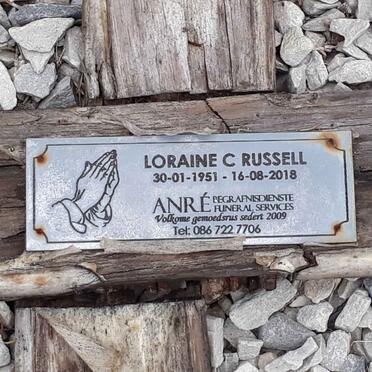 LORAINE C RUSSELL
30-01-1951 - 16-08-2018
ANRÉ BEGRAFNISDIENSTE
FUNERAL SERVICES
Volkome gemoedsrus sedert 2009
Tel: 086 722 7706